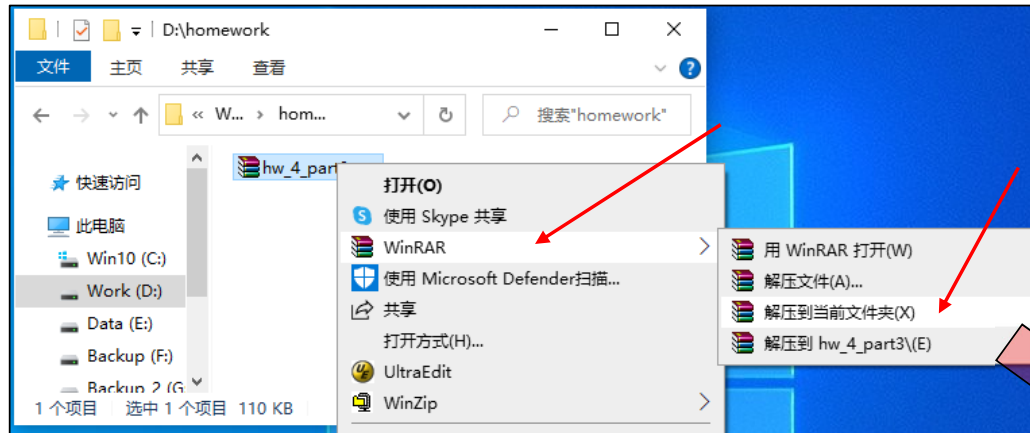 D:\homework
文件 主页 共享 查看
« W... › hom...
搜索"homework"
快速访问
此电脑
Win10 (C:)
Work (D:)
Data (E:)
Backup (F:)
Backup 2 (G:
1 个项目 选中 1 个项目 110 KB
hw_4_part
打开(O)
使用 Skype 共享
WinRAR
使用 Microsoft Defender扫描...
共享
打开方式(H)...
UltraEdit
WinZip
用 WinRAR 打开(W)
解压文件(A)...
解压到当前文件夹(X)
解压到 hw_4_part3\(E)